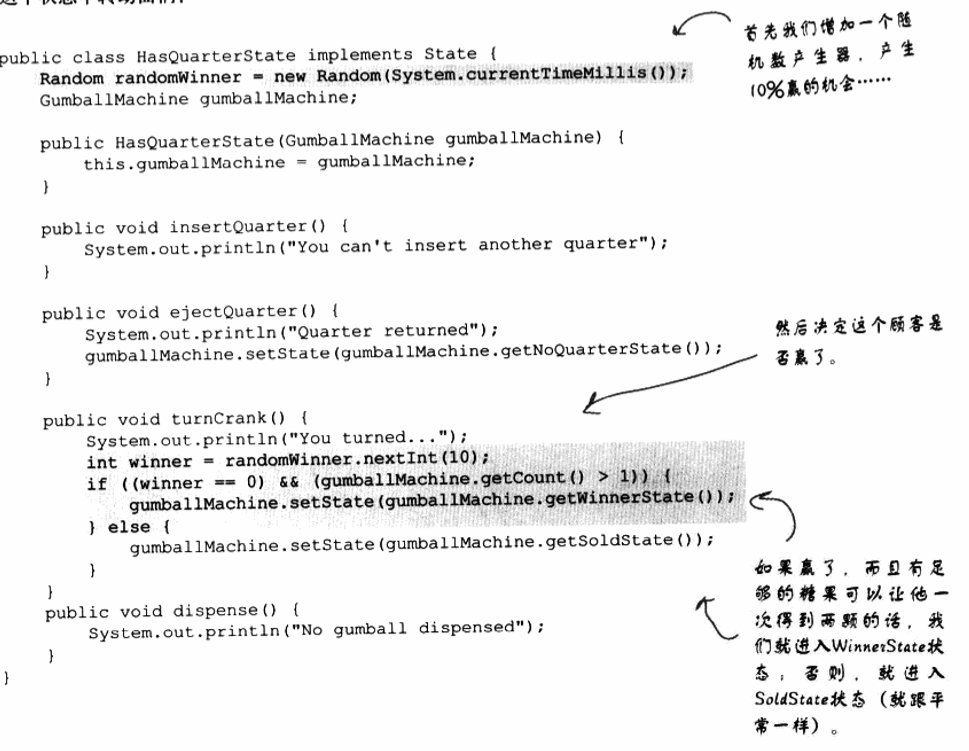 首先我们增加一个随
机数产生器，产生
10%赢的机会……
public class HasQuarterState implements State {
Random randomWinner = new Random(System.currentTimeMillis());
GumballMachine gumballMachine;
public HasQuarterState(GumballMachine gumballMachine) {
this.gumballMachine = gumballMachine;
}
public void insertQuarter() {
System.out.println("You can't insert another quarter");
}
public void ejectQuarter() {
System.out.println("Quarter returned");
gumballMachine.setState(gumballMachine.getNoQuarterState());
}
然后决定这个顾客是
否赢了。
public void turnCrank() {
System.out.println("You turned...");
int winner = randomWinner.nextInt(10);
if ((winner == 0) && (gumballMachine.getCount() > 1)) {
gumballMachine.setState(gumballMachine.getWinnerState());
} else {
gumballMachine.setState(gumballMachine.getSoldState());
}
}
public void dispense() {
System.out.println("No gumball dispensed");
}
}
如果赢了，而且有足
够的糖果可以让他一
次得到两颗的话，我
们就进入WinnerState状
态；否则，就进入
SoldState状态（就跟平
常一样）。